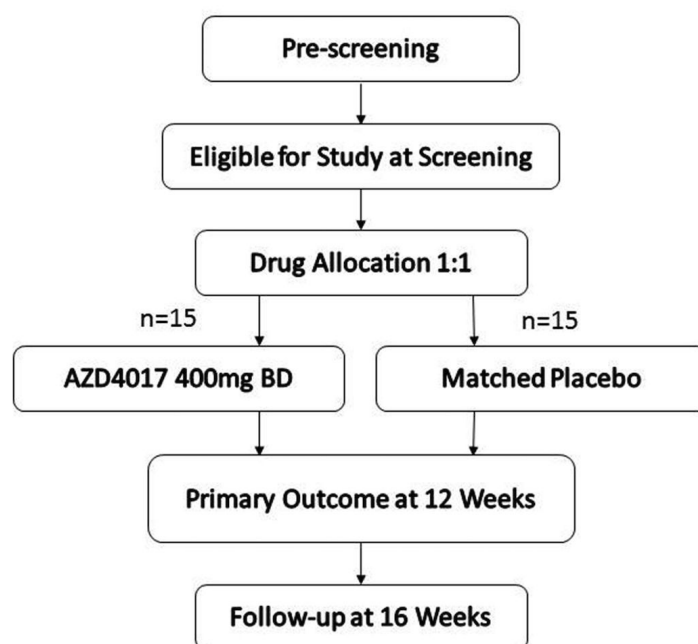 Pre-screening
Eligible for Study at Screening
Drug Allocation 1:1
n=15
n=15
AZD4017 400mg BD
Matched Placebo
Primary Outcome at 12 Weeks
Follow-up at 16 Weeks